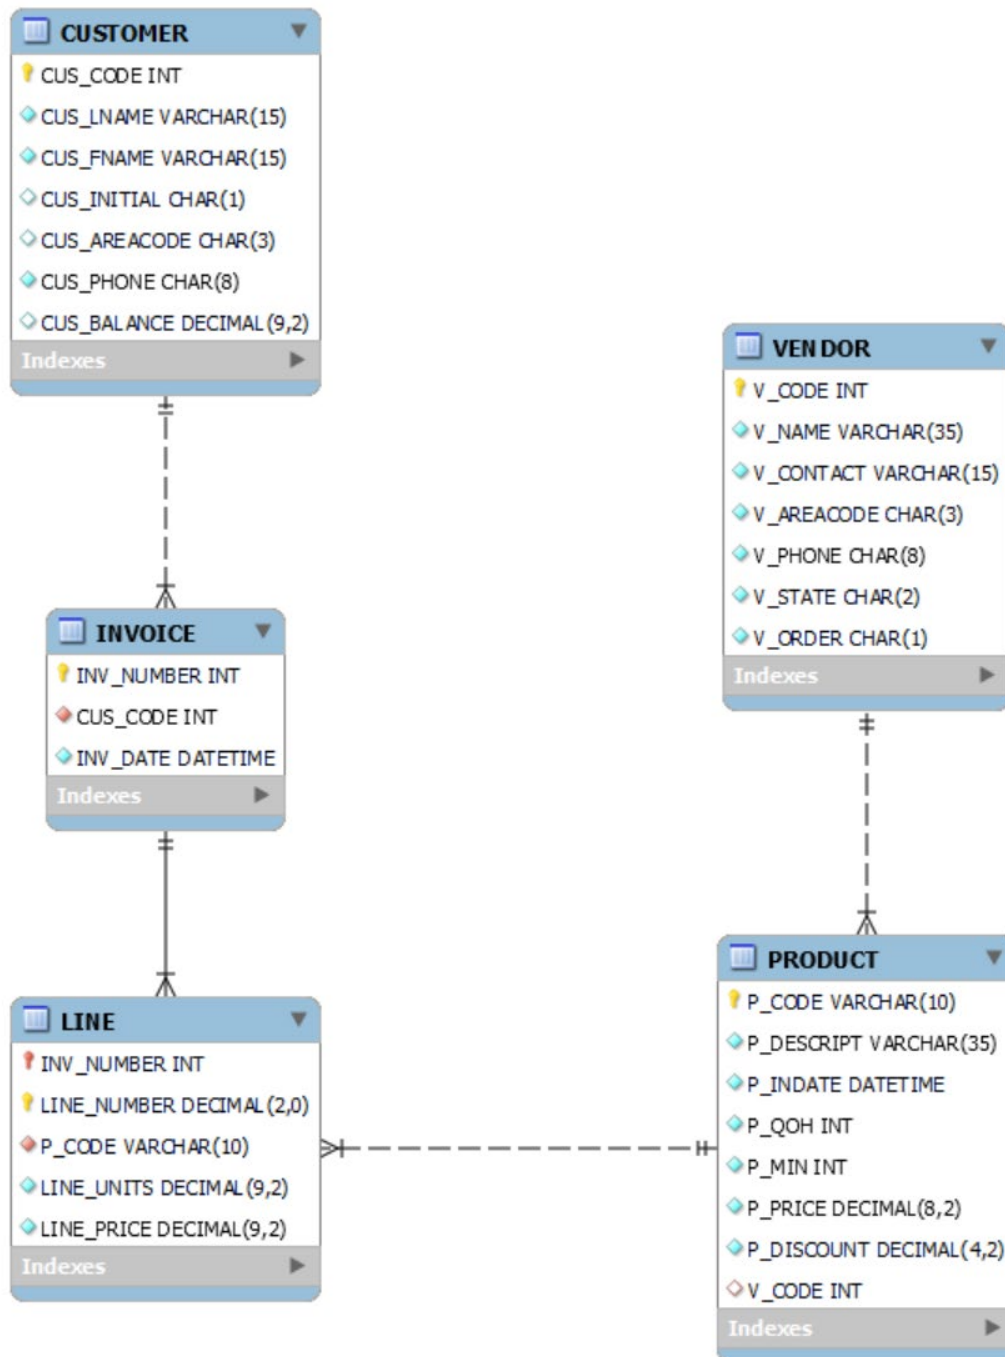 CUSTOMER
CUS_CODE INT
CUS_LNAME VARCHAR(15)
CUS_FNAME VARCHAR(15)
CUS_INITIAL CHAR(1)
CUS_AREACODE CHAR(3)
CUS_PHONE CHAR(8)
CUS_BALANCE DECIMAL(9,2)
Indexes
INVOICE
INV_NUMBER INT
CUS_CODE INT
INV_DATE DATETIME
Indexes
LINE
INV_NUMBER INT
LINE_NUMBER DECIMAL(2,0)
P_CODE VARCHAR(10)
LINE_UNITS DECIMAL(9,2)
LINE_PRICE DECIMAL(9,2)
Indexes
VENDOR
V_CODE INT
V_NAME VARCHAR(35)
V_CONTACT VARCHAR(15)
V_AREACODE CHAR(3)
V_PHONE CHAR(8)
V_STATE CHAR(2)
V_ORDER CHAR(1)
Indexes
PRODUCT
P_CODE VARCHAR(10)
P_DESCRIPT VARCHAR(35)
P_INDATE DATETIME
P_QOH INT
P_MIN INT
P_PRICE DECIMAL(8,2)
P_DISCOUNT DECIMAL(4,2)
V_CODE INT
Indexes